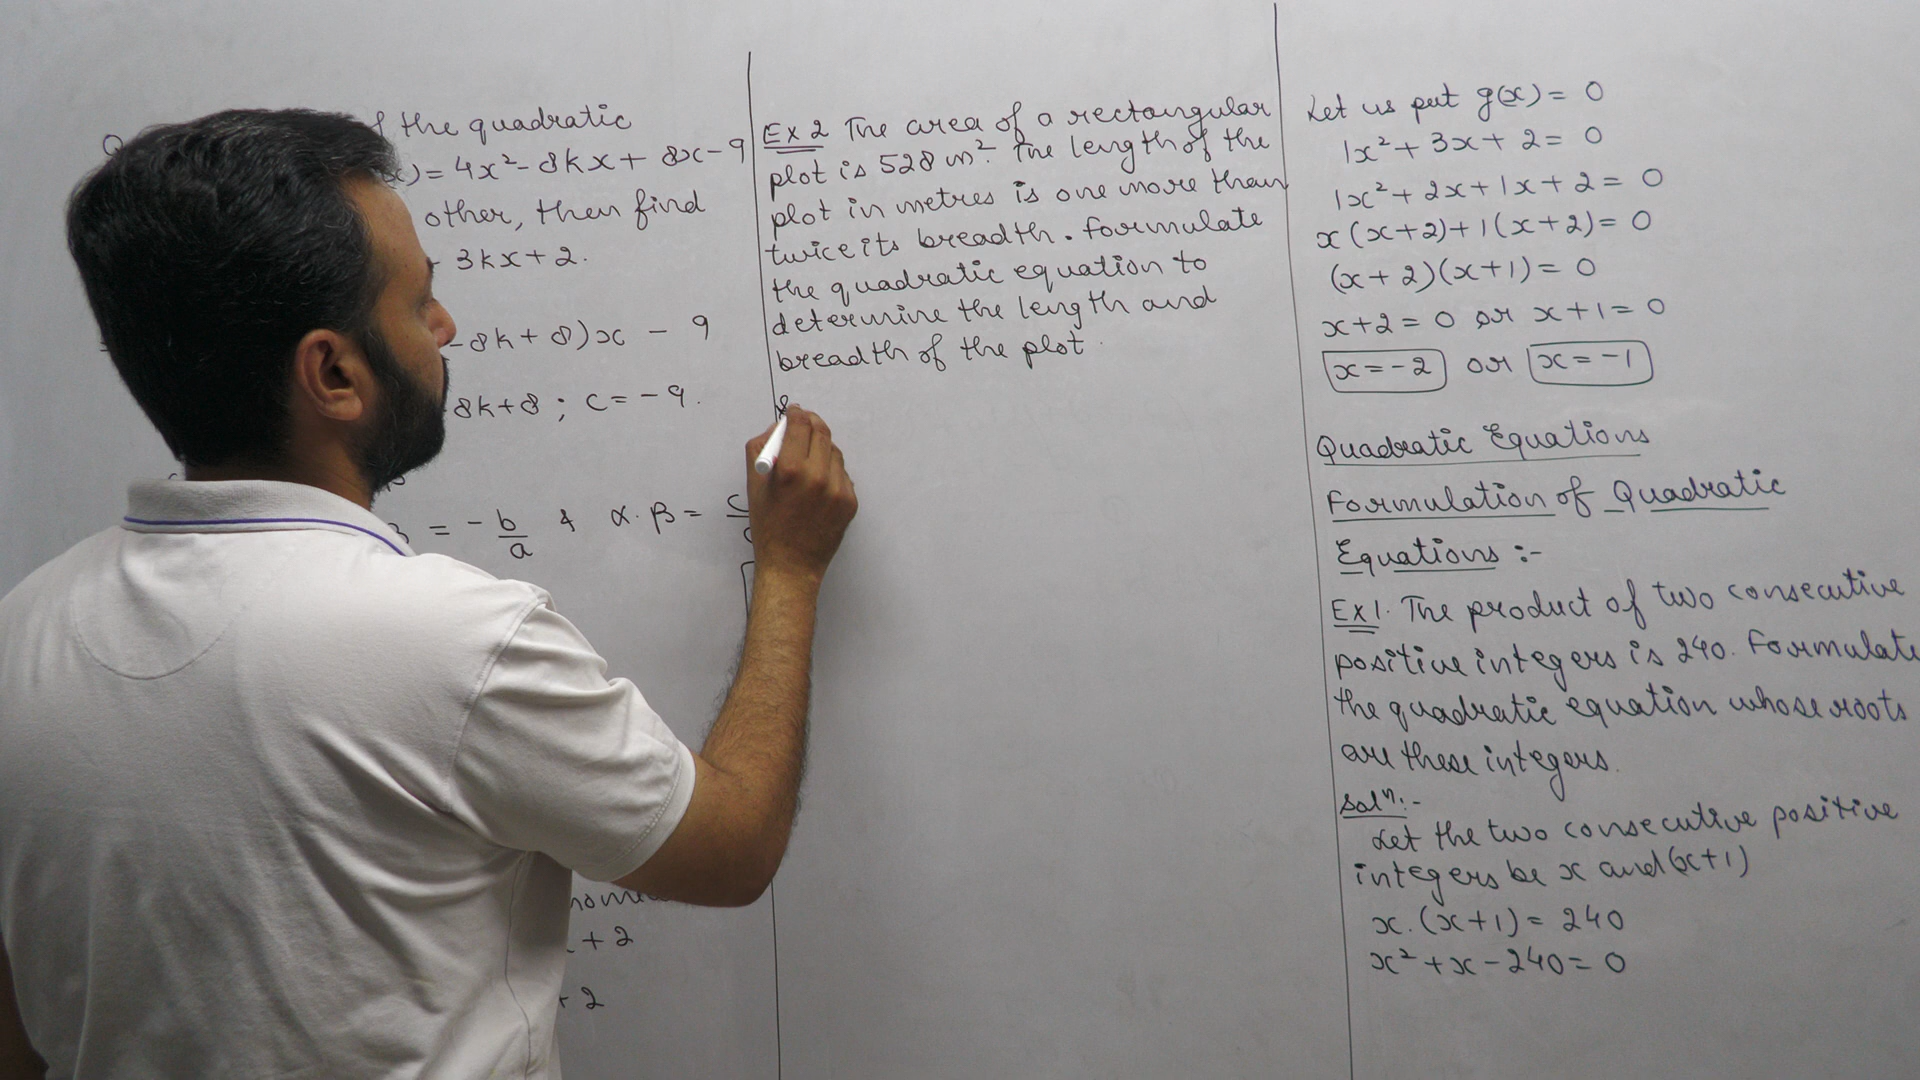 the quadratic
= 4x² - 8kx + 8x - 9
other, then find
3kx + 2.
- 8k + 8)x - 9
8k + 8 ; c = - 9.
= - b/a & α . β = c
+ 2
+ 2
Ex 2 The area of a rectangular
plot is 528 m². The length of the
plot in metres is one more than
twice its breadth. Formulate
the quadratic equation to
determine the length and
breadth of the plot.
Let us put g(x) = 0
1x² + 3x + 2 = 0
1x² + 2x + 1x + 2 = 0
x (x + 2) + 1 (x + 2) = 0
(x + 2) (x + 1) = 0
x + 2 = 0 or x + 1 = 0
x = - 2 or x = - 1
Quadratic Equations
Formulation of Quadratic
Equations :-
Ex 1. The product of two consecutive
positive integers is 240. Formulate
the quadratic equation whose roots
are these integers.
Solⁿ:-
Let the two consecutive positive
integers be x and (x + 1)
x . (x + 1) = 240
x² + x - 240 = 0